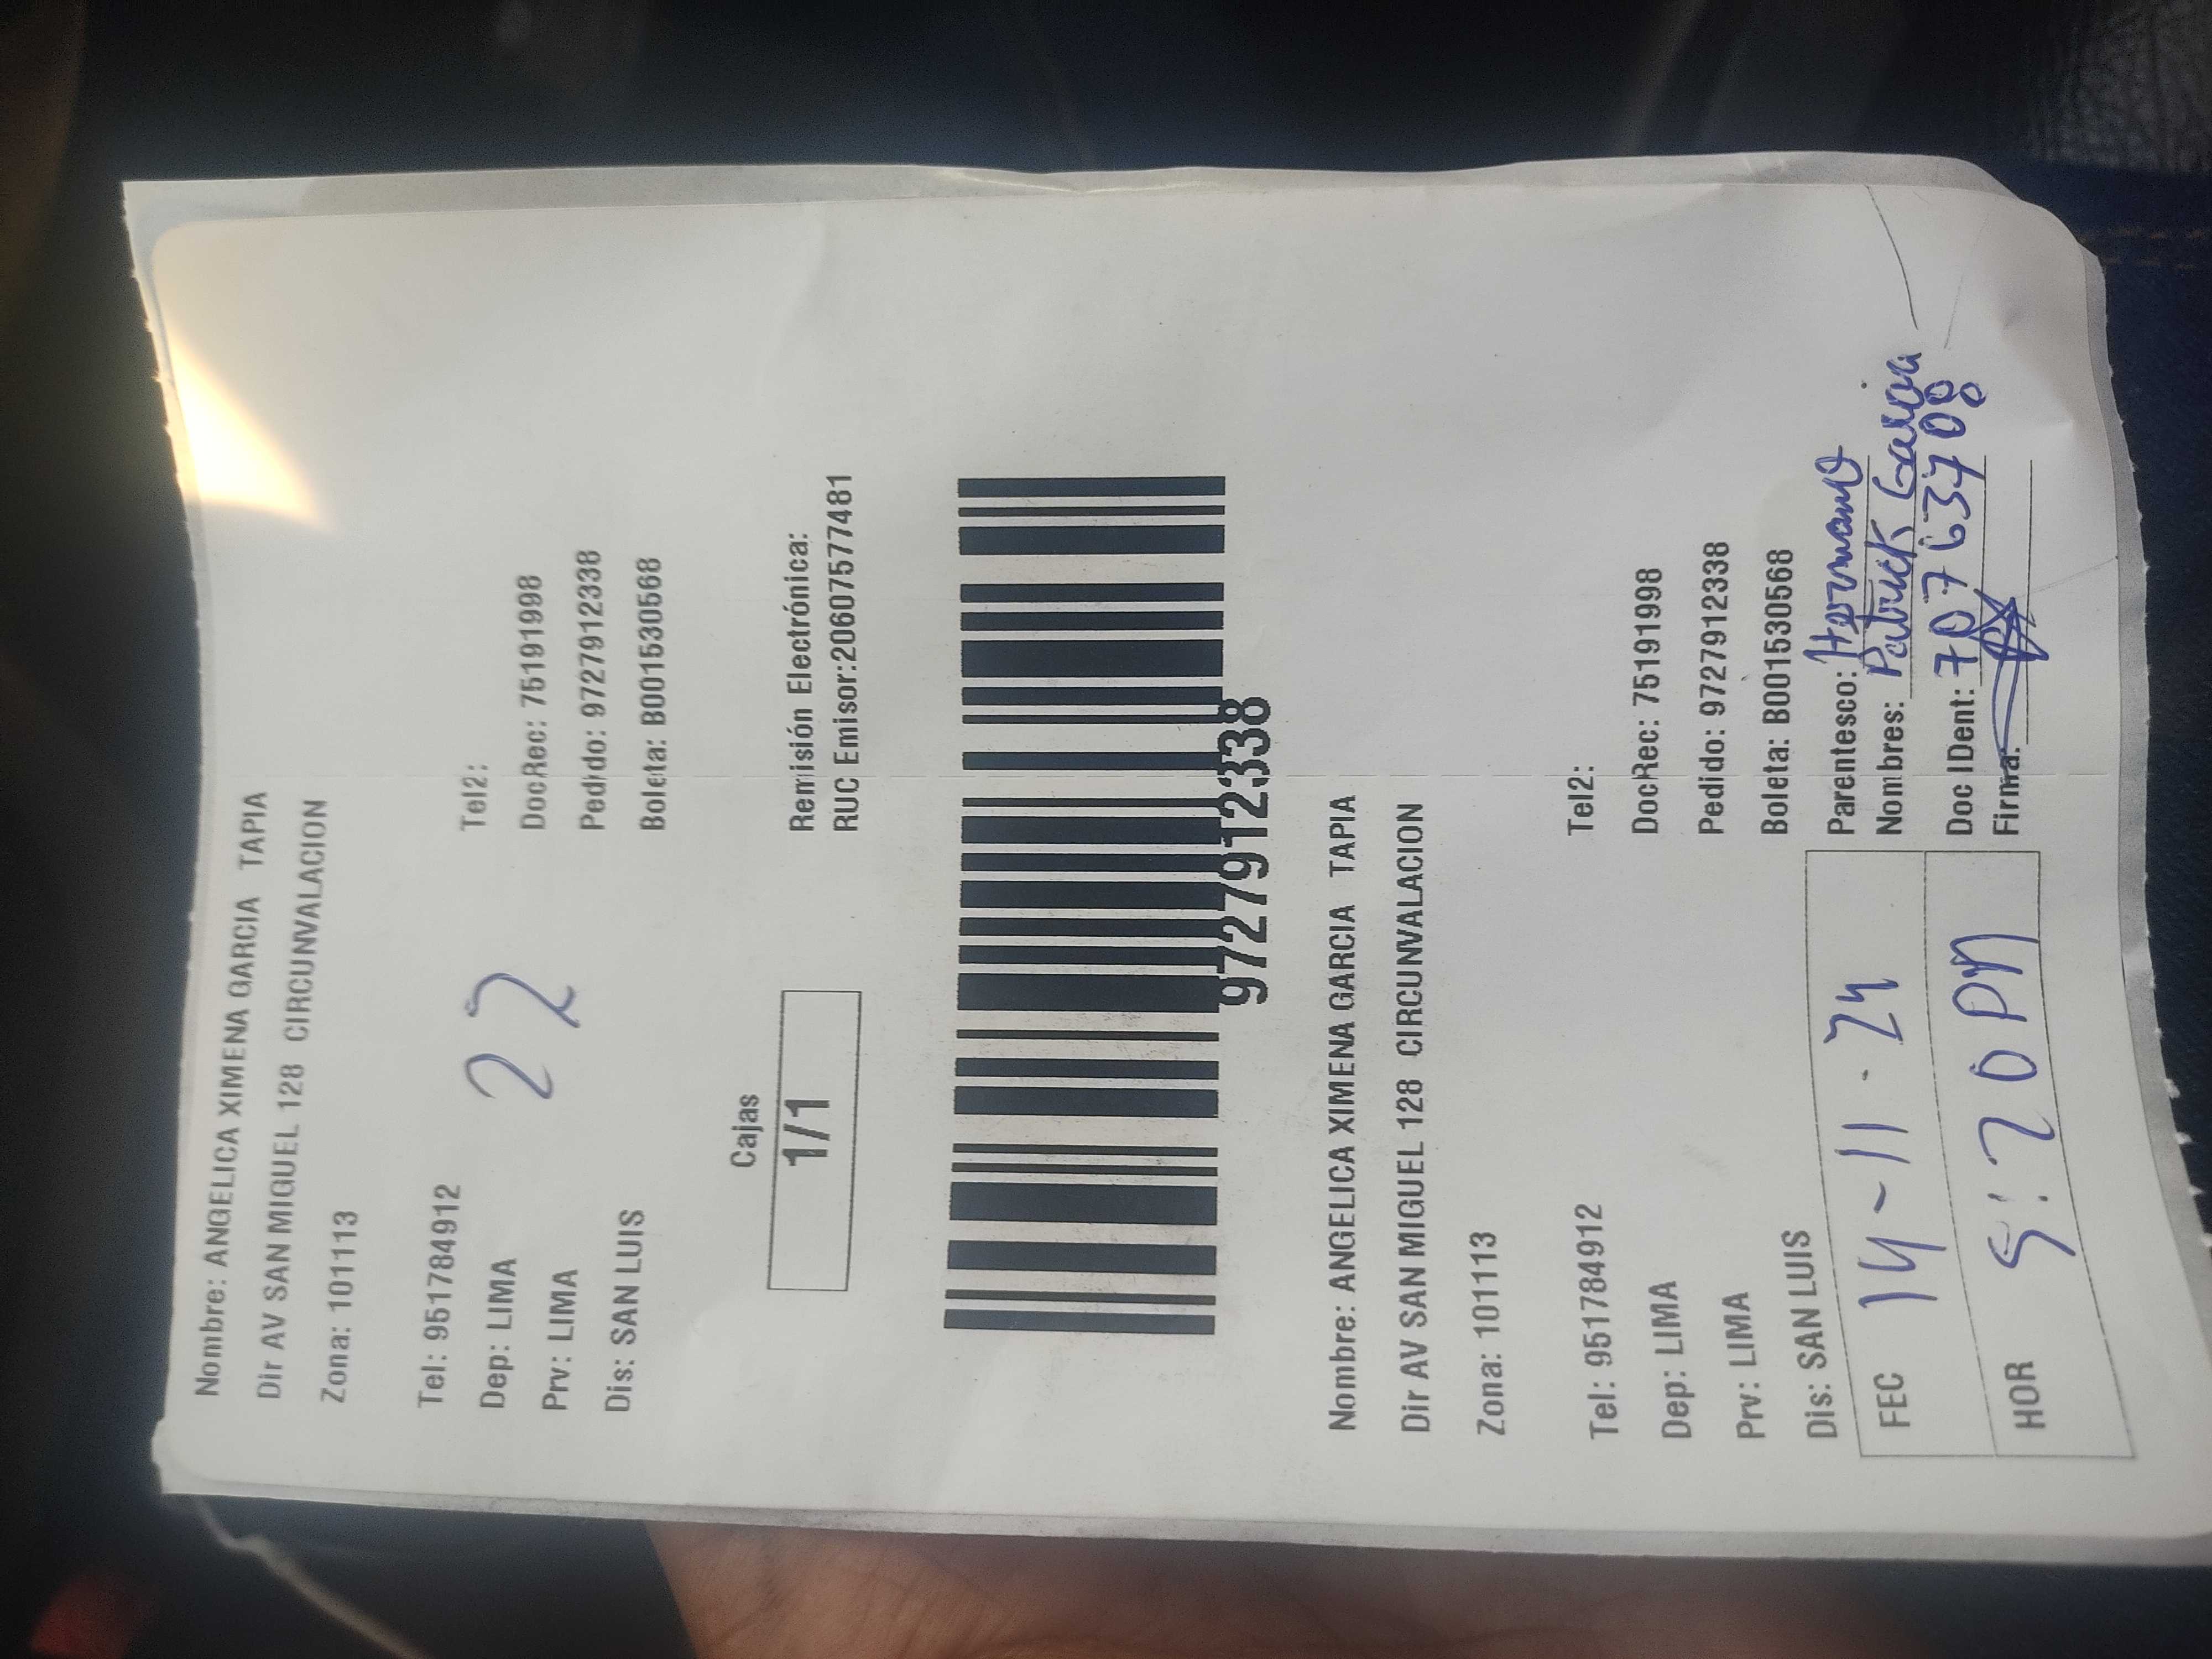 Nombre: ANGELICA XIMENA GARCIA TAPIA
Dir AV SAN MIGUEL 128 CIRCUNVALACION
Zona: 101113
Tel: 951784912 Tel2:
Dep: LIMA DocRec: 75191998
Prv: LIMA Pedido: 9727912338
Dis: SAN LUIS Boleta: B001530568
22
Cajas
1/1
Remisión Electrónica:
RUC Emisor:20607577481
9727912338
Nombre: ANGELICA XIMENA GARCIA TAPIA
Dir AV SAN MIGUEL 128 CIRCUNVALACION
Zona: 101113
Tel: 951784912 Tel2:
Dep: LIMA DocRec: 75191998
Prv: LIMA Pedido: 9727912338
Dis: SAN LUIS Boleta: B001530568
FEC 14-11-24 Parentesco: Hermano
Nombres: Patrick Garcia
HOR 5:20 PM Doc IDent:
Firma: